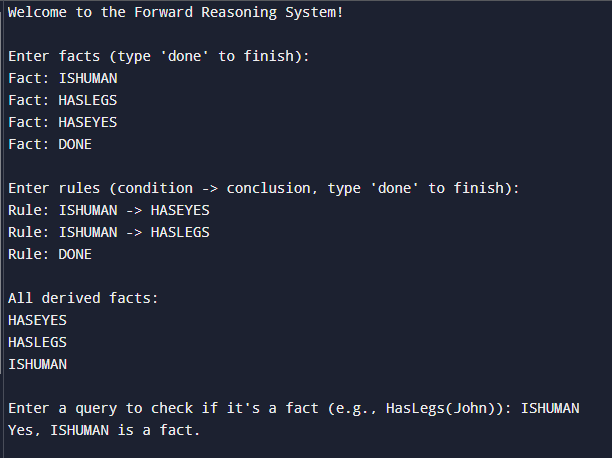 Welcome to the Forward Reasoning System!
Enter facts (type 'done' to finish):
Fact: ISHUMAN
Fact: HASLEGS
Fact: HASEYES
Fact: DONE
Enter rules (condition -> conclusion, type 'done' to finish):
Rule: ISHUMAN -> HASEYES
Rule: ISHUMAN -> HASLEGS
Rule: DONE
All derived facts:
HASEYES
HASLEGS
ISHUMAN
Enter a query to check if it's a fact (e.g., HasLegs(John)): ISHUMAN
Yes, ISHUMAN is a fact.